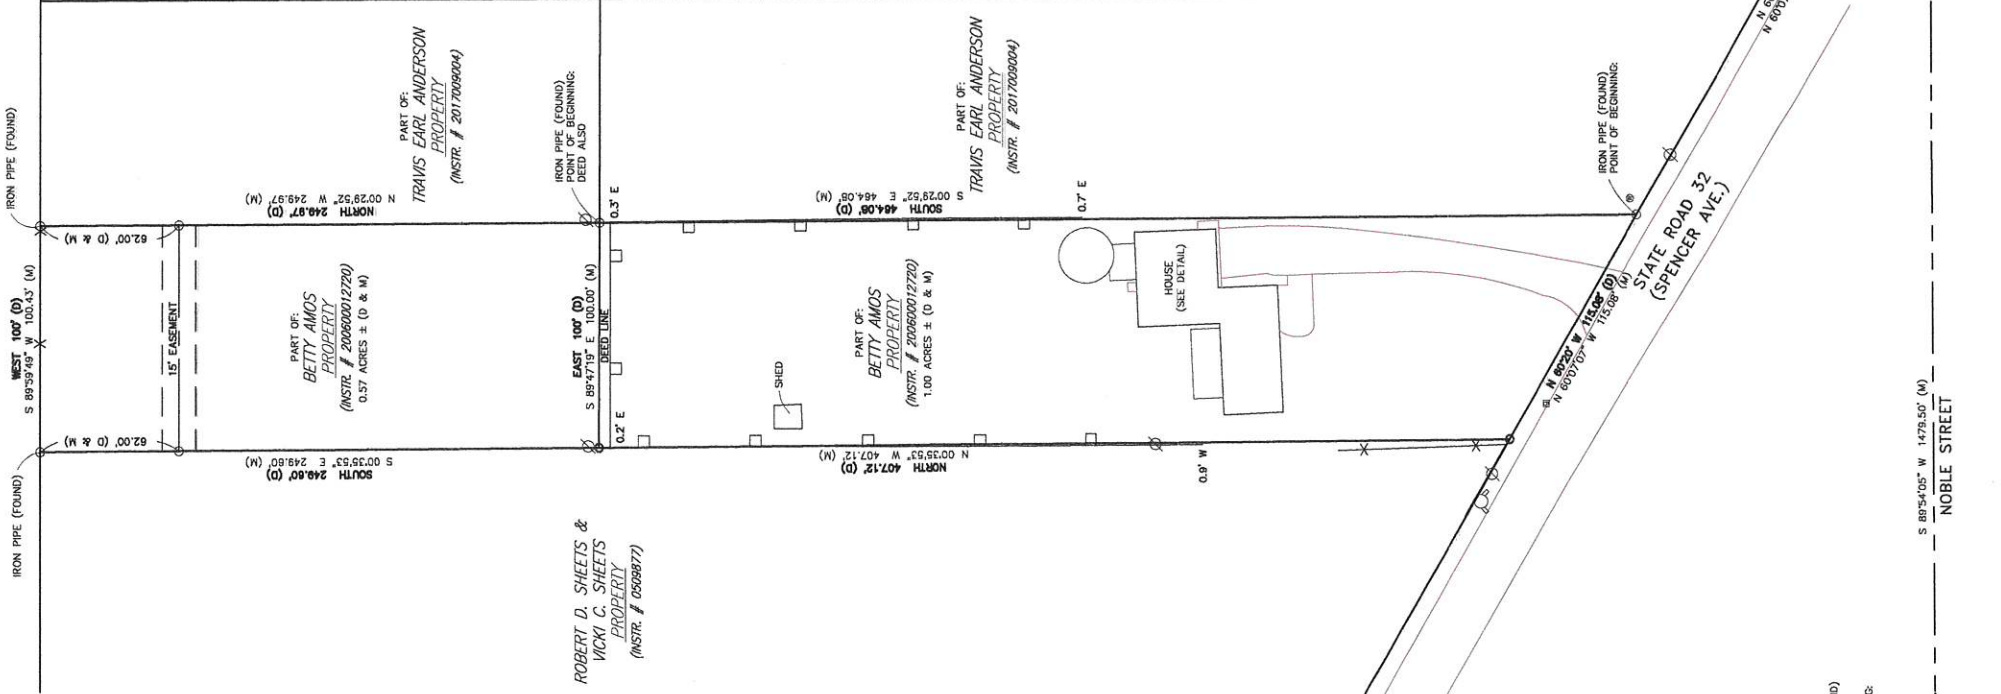 IRON PIPE (FOUND)
WEST 100' (D)
S 89°59'49" W 100.43' (M)
IRON PIPE (FOUND)
62.00' (D & M)
62.00' (D & M)
15' EASEMENT
NORTH 249.97' (D)
N 00°29'52" W 249.97' (M)
SOUTH 249.60' (D)
S 00°35'53" E 249.60' (M)
PART OF:
BETTY AMOS
PROPERTY
(INSTR. # 200600012720)
0.57 ACRES ± (D & M)
PART OF:
TRAVIS EARL ANDERSON
PROPERTY
(INSTR. # 2017009004)
IRON PIPE (FOUND)
POINT OF BEGINNING:
DEED ALSO
EAST 100' (D)
S 89°47'19" E 100.00' (M)
DEED LINE
0.3' E
0.2' E
ROBERT D. SHEETS &
VICKI C. SHEETS
PROPERTY
(INSTR. # 0509877)
SHED
SOUTH 464.08' (D)
S 00°29'52" E 464.08' (M)
NORTH 407.12' (D)
N 00°35'53" W 407.12' (M)
PART OF:
BETTY AMOS
PROPERTY
(INSTR. # 200600012720)
1.00 ACRES ± (D & M)
PART OF:
TRAVIS EARL ANDERSON
PROPERTY
(INSTR. # 2017009004)
0.7' E
HOUSE
(SEE DETAIL)
0.9' W
N 60°20' W 115.08' (D)
N 60°07'07" W 115.08' (M)
IRON PIPE (FOUND)
POINT OF BEGINNING:
STATE ROAD 32
(SPENCER AVE.)
N 6
N 60°0
S 89°54'05" W 1479.50' (M)
NOBLE STREET
D)
G: